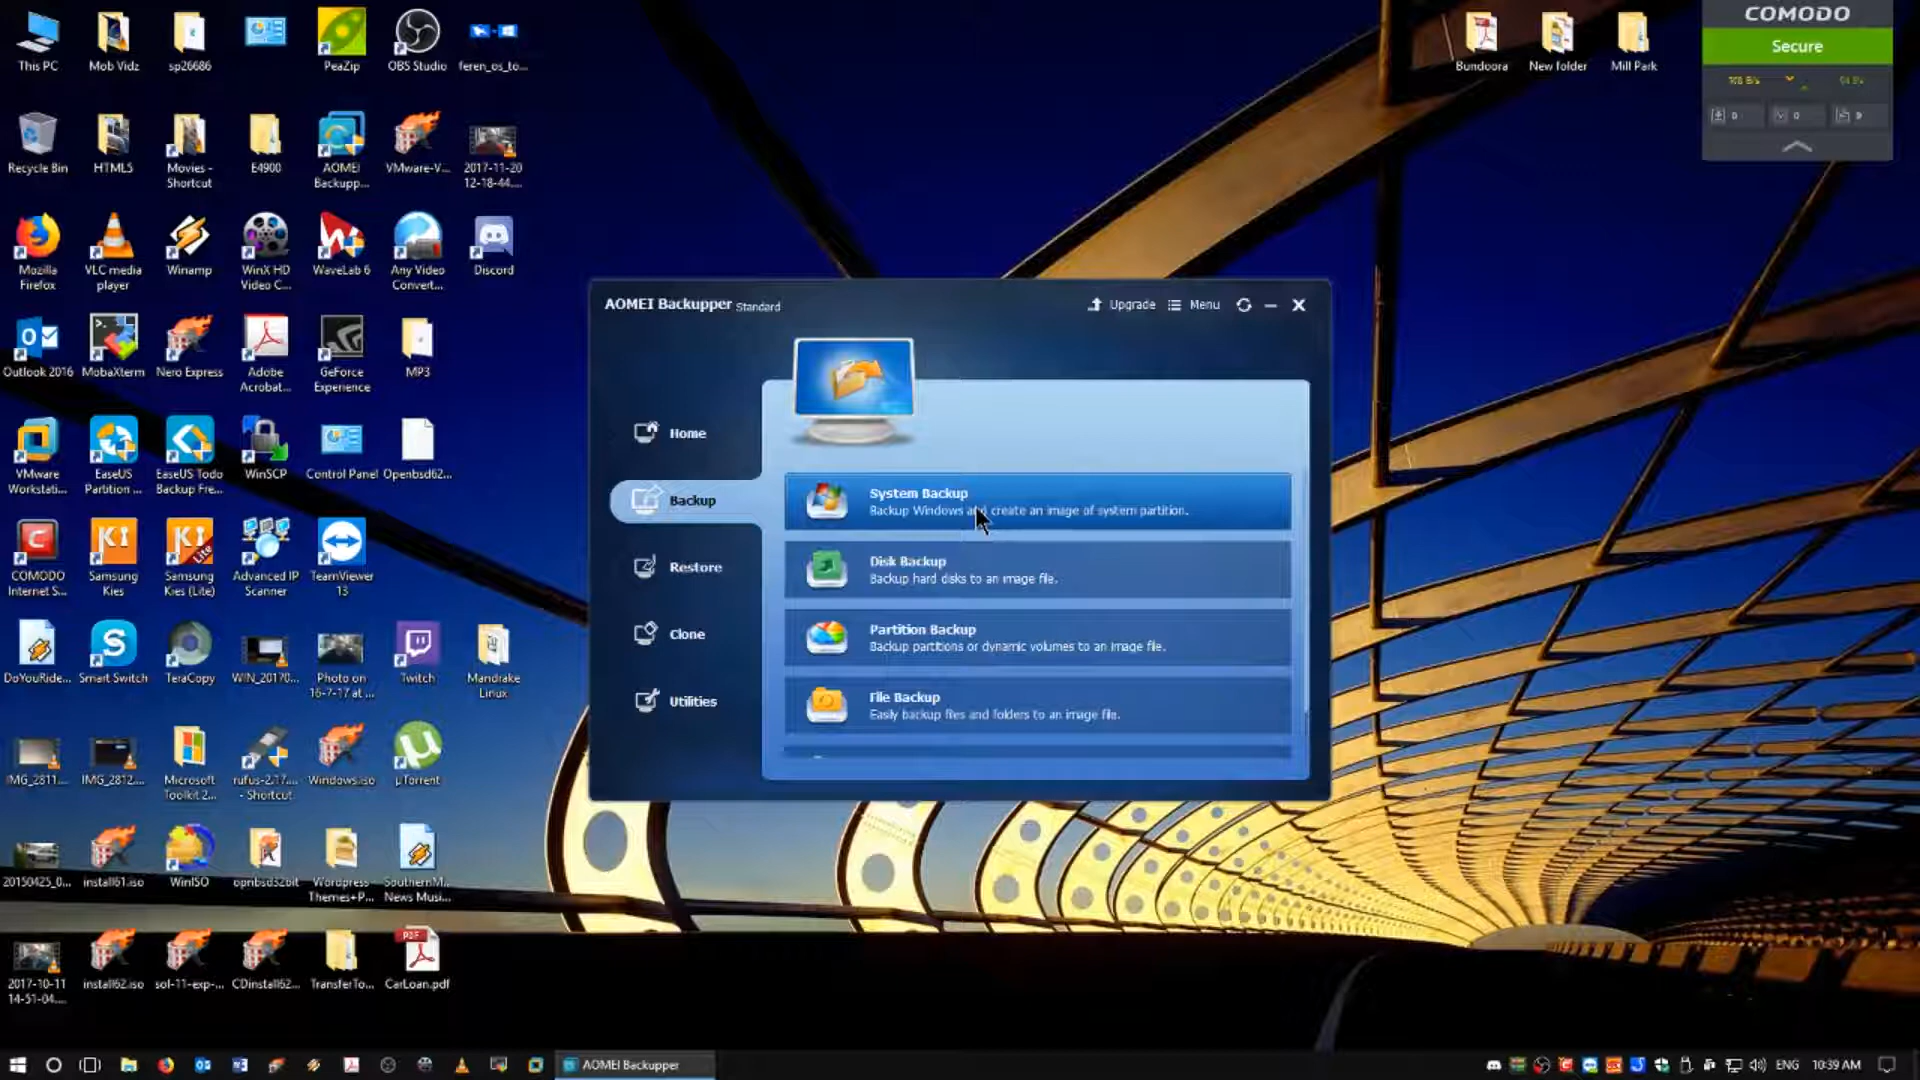 This PC
Mob Vidz
sp26686
PeaZip
OBS Studio
feren_os_to...
Bundoora
New folder
Mill Park
COMODO
Secure
0
0
0
Recycle Bin
HTML5
Movies -
Shortcut
E4900
AOMEI
Backupp...
VMware-V...
2017-11-20
12-18-44....
Mozilla
Firefox
VLC media
player
Winamp
WinX HD
Video C...
WaveLab 6
Any Video
Convert...
Discord
Outlook 2016
MobaXterm
Nero Express
Adobe
Acrobat...
GeForce
Experience
MP3
VMware
Workstati...
EaseUS
Partition ...
EaseUS Todo
Backup Fre...
WinSCP
Control Panel
Openbsd62...
COMODO
Internet S...
Samsung
Kies
Samsung
Kies (Lite)
Advanced IP
Scanner
TeamViewer
13
DoYouRide...
Smart Switch
TeraCopy
WIN_20170...
Photo on
16-7-17 at ...
Twitch
Mandrake
Linux
IMG_2811...
IMG_2812...
Microsoft
Toolkit 2...
rufus-2.17....
- Shortcut
Windows.iso
µTorrent
20150425_0...
install61.iso
WinISO
opnbsd32bit
Wordpress
Themes+P...
SouthernM...
News Musi...
2017-10-11
14-51-04....
install62.iso
sol-11-exp-...
CDinstall62...
TransferTo...
CarLoan.pdf
AOMEI Backupper Standard
Upgrade
Menu
Home
Backup
Restore
Clone
Utilities
System Backup
Backup Windows and create an image of system partition.
Disk Backup
Backup hard disks to an image file.
Partition Backup
Backup partitions or dynamic volumes to an image file.
File Backup
Easily backup files and folders to an image file.
AOMEI Backupper
ENG
10:39 AM